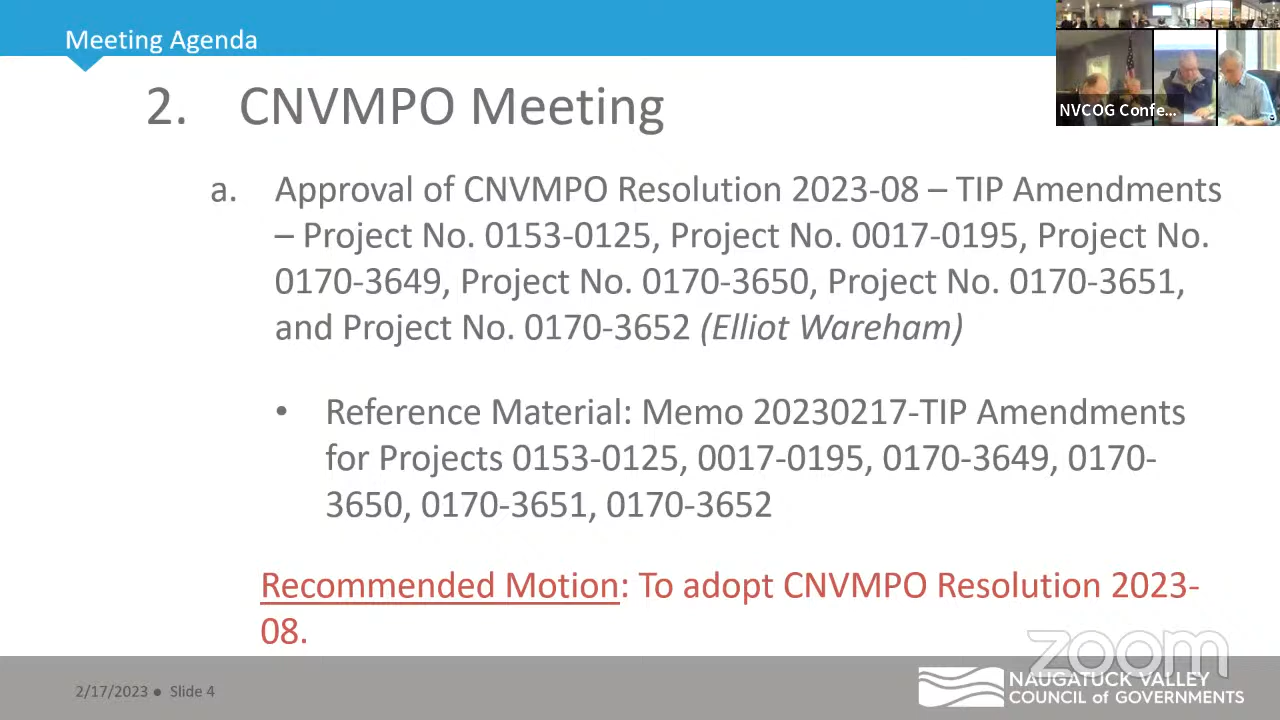 Meeting Agenda
NVCOG Confe...
2. CNVMPO Meeting
a. Approval of CNVMPO Resolution 2023-08 – TIP Amendments
– Project No. 0153-0125, Project No. 0017-0195, Project No.
0170-3649, Project No. 0170-3650, Project No. 0170-3651,
and Project No. 0170-3652 (Elliot Wareham)
• Reference Material: Memo 20230217-TIP Amendments
for Projects 0153-0125, 0017-0195, 0170-3649, 0170-
3650, 0170-3651, 0170-3652
Recommended Motion: To adopt CNVMPO Resolution 2023-
08.
zoom
2/17/2023 ● Slide 4
NAUGATUCK VALLEY
COUNCIL of GOVERNMENTS